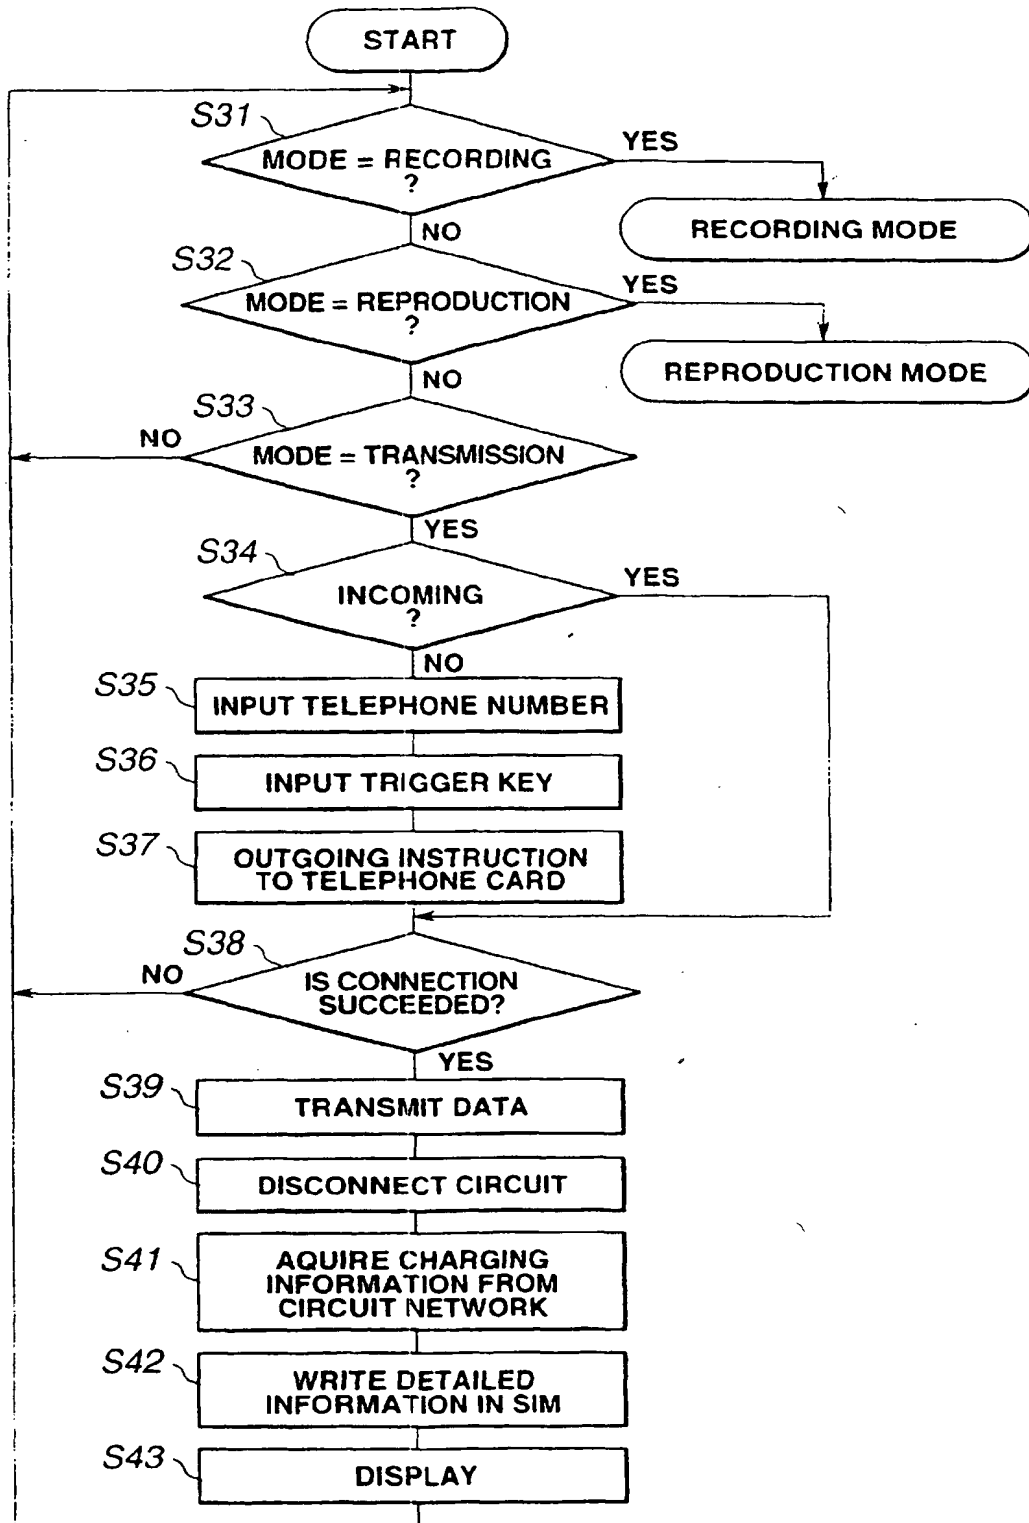 START
S31
MODE = RECORDING
?
YES
RECORDING MODE
NO
S32
MODE = REPRODUCTION
?
YES
REPRODUCTION MODE
NO
S33
NO
MODE = TRANSMISSION
?
YES
S34
INCOMING
?
YES
NO
S35
INPUT TELEPHONE NUMBER
S36
INPUT TRIGGER KEY
S37
OUTGOING INSTRUCTION
TO TELEPHONE CARD
S38
NO
IS CONNECTION
SUCCEEDED?
YES
S39
TRANSMIT DATA
S40
DISCONNECT CIRCUIT
S41
AQUIRE CHARGING
INFORMATION FROM
CIRCUIT NETWORK
S42
WRITE DETAILED
INFORMATION IN SIM
S43
DISPLAY